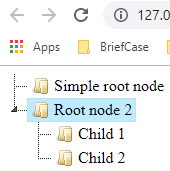 127.0
Apps BriefCase
Simple root node
Root node 2
Child 1
Child 2